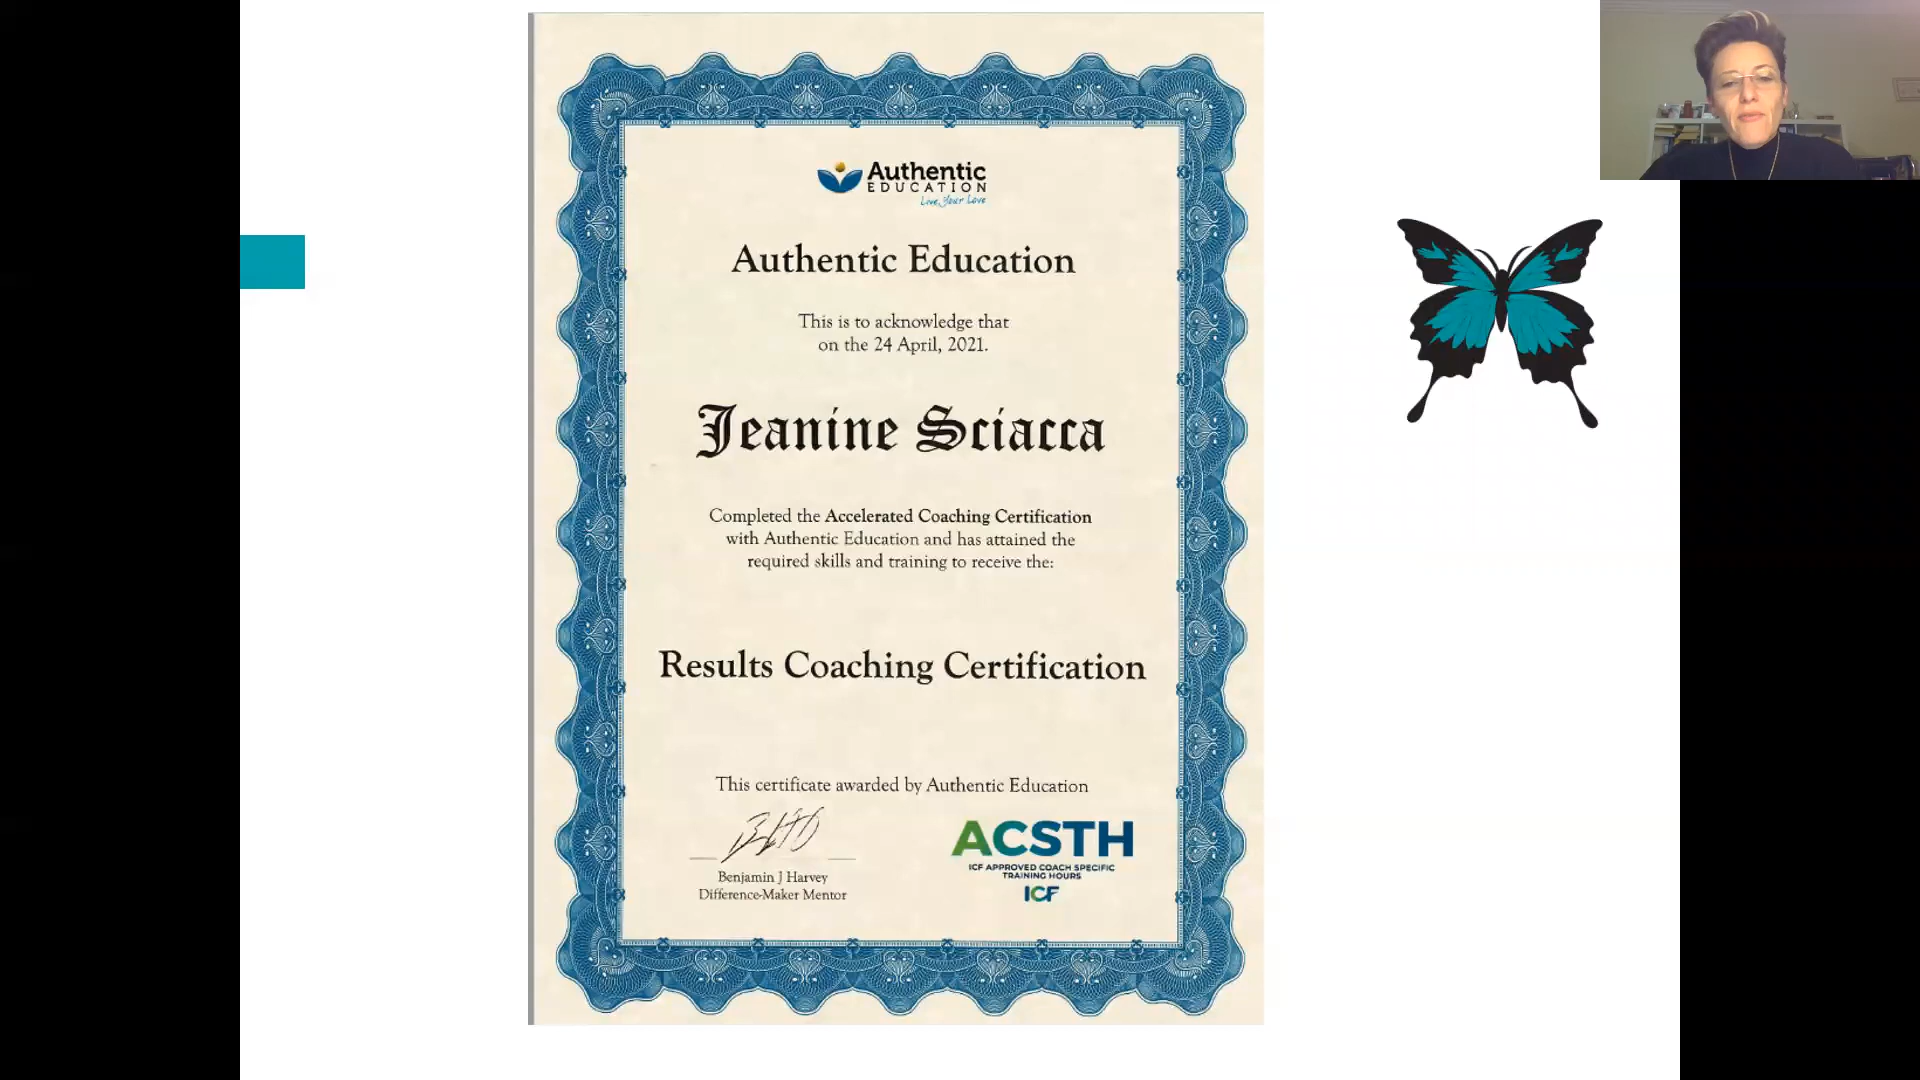 Authentic
EDUCATION
Live Your Love
Authentic Education
This is to acknowledge that
on the 24 April, 2021.
Jeanine Sciacca
Completed the Accelerated Coaching Certification
with Authentic Education and has attained the
required skills and training to receive the:
Results Coaching Certification
This certificate awarded by Authentic Education
Benjamin J Harvey
Difference-Maker Mentor
ACSTH
ICF APPROVED COACH SPECIFIC
TRAINING HOURS
ICF